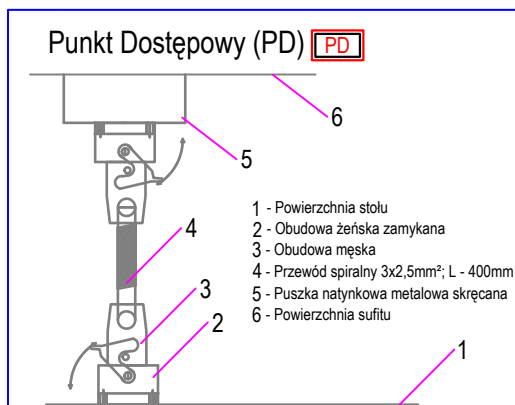 Punkt Dostępowy (PD) PD
6
5
1 - Powierzchnia stołu
2 - Obudowa żeńska zamykana
3 - Obudowa męska
4 - Przewód spiralny 3x2,5mm²; L - 400mm
5 - Puszka natynkowa metalowa skręcana
6 - Powierzchnia sufitu
4
3
2
1